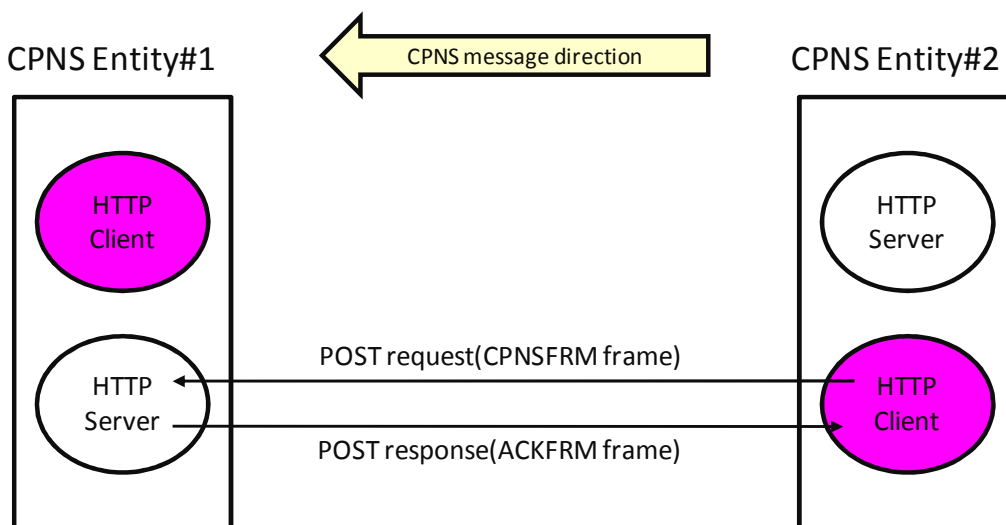 CPNS Entity#1
CPNS message direction
CPNS Entity#2
HTTP
Client
HTTP
Server
POST request(CPNSFRM frame)
HTTP
Server
HTTP
Client
POST response(ACKFRM frame)